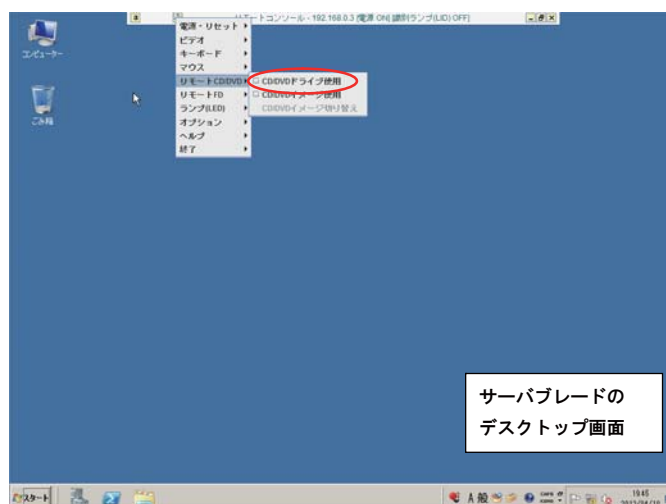 リモートコンソール - 192.168.0.3 [電源 ON] [識別ランプ(LID) OFF]
コンピューター
ごみ箱
電源・リセット
ビデオ
キーボード
マウス
リモートCD/DVD
リモートFD
ランプ(LED)
オプション
ヘルプ
終了
CD/DVDドライブ使用
CD/DVDイメージ使用
CD/DVDイメージ切り替え
サーバブレードの
デスクトップ画面
スタート
A 般
CAPS
KANA